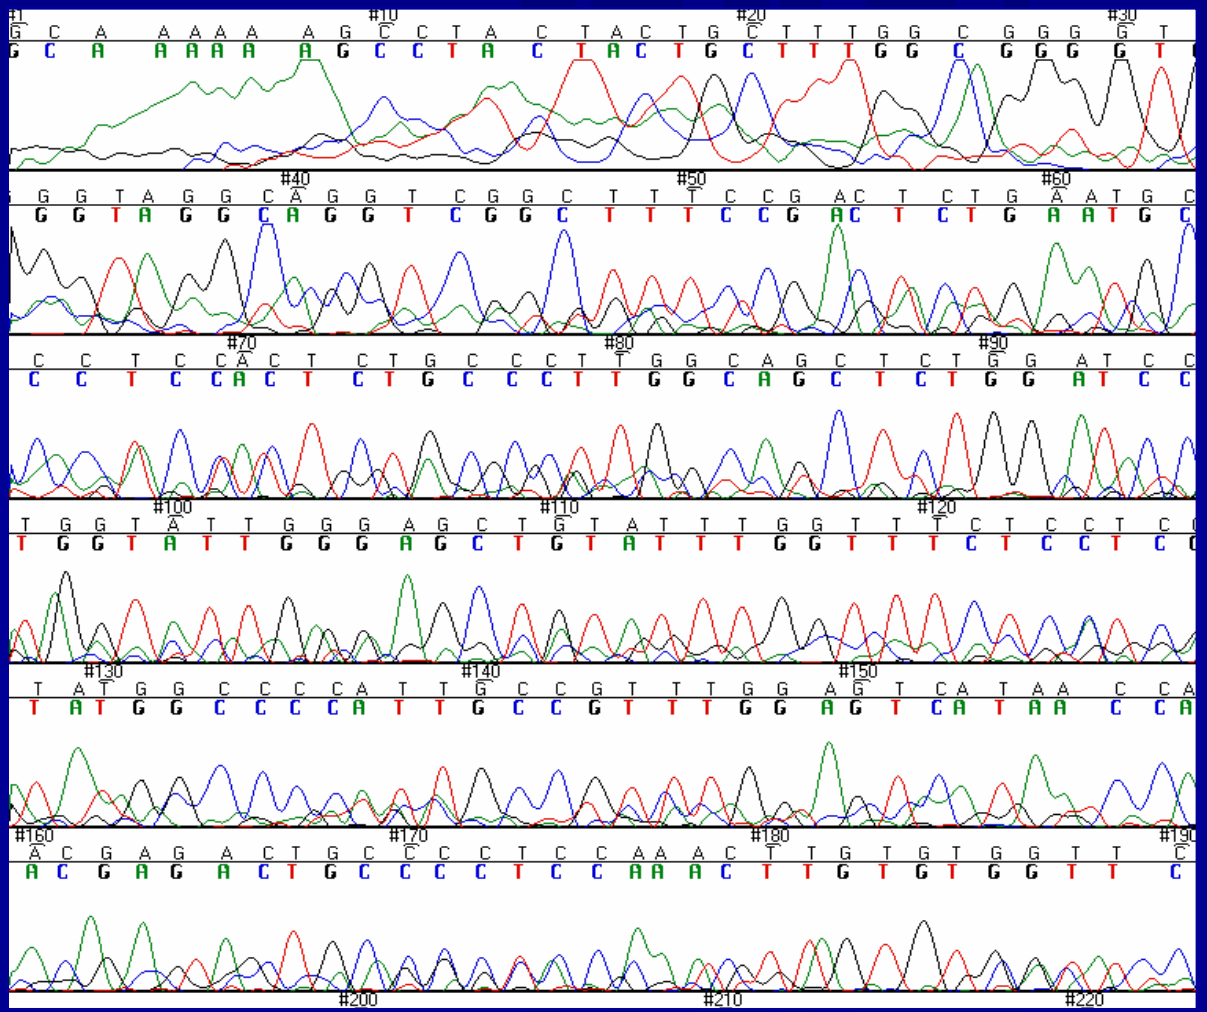 #1 #10 #20 #30
G C A A A A A A G C C T A C T A C T G C T T T G G C G G G G T
G C A A A A A A G C C T A C T A C T G C T T T G G C G G G G T
#40 #50 #60
G G T A G G C A G G T C G G C T T T C C G A C T C T G A A T G C
G G T A G G C A G G T C G G C T T T C C G A C T C T G A A T G C
#70 #80 #90
C C T C C A C T C T G C C C T T G G C A G C T C T G G A T C C
C C T C C A C T C T G C C C T T G G C A G C T C T G G A T C C
#100 #110 #120
T G G T A T T G G G A G C T G T A T T T G G T T T C T C C T C
T G G T A T T G G G A G C T G T A T T T G G T T T C T C C T C
#130 #140 #150
T A T G G C C C C A T T G C C G T T T G G A G T C A T A A C C A
T A T G G C C C C A T T G C C G T T T G G A G T C A T A A C C A
#160 #170 #180 #190
A C G A G A C T G C C C C T C C A A A C T T G T G T G G T T C
A C G A G A C T G C C C C T C C A A A C T T G T G T G G T T C
#200 #210 #220